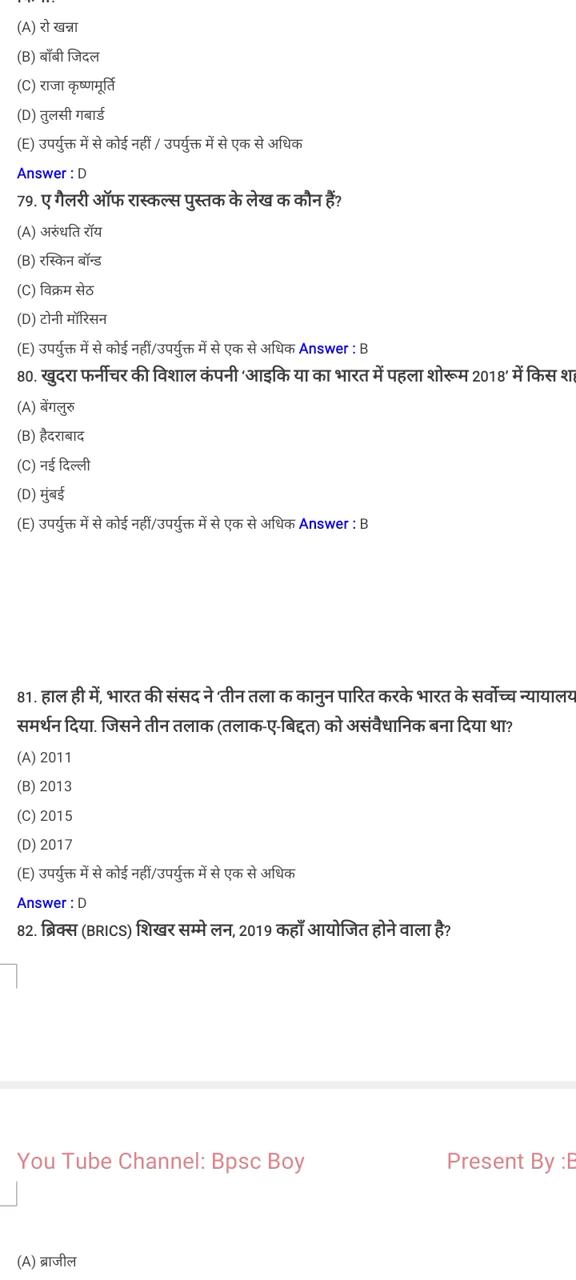 (A) रो खन्ना
(B) बॉंबी जिदल
(C) राजा कृष्णमूर्ति
(D) तुलसी गबार्ड
(E) उपर्युक्त में से कोई नहीं / उपर्युक्त में से एक से अधिक
Answer : D
79. ए गैलरी ऑफ रास्कल्स पुस्तक के लेख क कौन हैं?
(A) अरुंधति रॉय
(B) रस्किन बॉन्ड
(C) विक्रम सेठ
(D) टोनी मॉरिसन
(E) उपर्युक्त में से कोई नहीं/उपर्युक्त में से एक से अधिक Answer : B
80. खुदरा फर्नीचर की विशाल कंपनी ‘आइकि या का भारत में पहला शोरूम 2018’ में किस
(A) बेंगलुरु
(B) हैदराबाद
(C) नई दिल्ली
(D) मुंबई
(E) उपर्युक्त में से कोई नहीं/उपर्युक्त में से एक से अधिक Answer : B
81. हाल ही में, भारत की संसद ने ‘तीन तला क कानुन पारित करके भारत के सर्वोच्च न्यायालय
समर्थन दिया. जिसने तीन तलाक (तलाक-ए-बिद्दत) को असंवैधानिक बना दिया था?
(A) 2011
(B) 2013
(C) 2015
(D) 2017
(E) उपर्युक्त में से कोई नहीं/उपर्युक्त में से एक से अधिक
Answer : D
82. ब्रिक्स (BRICS) शिखर सम्मे लन, 2019 कहाँ आयोजित होने वाला है?
You Tube Channel: Bpsc Boy
Present By :
(A) ब्राजील